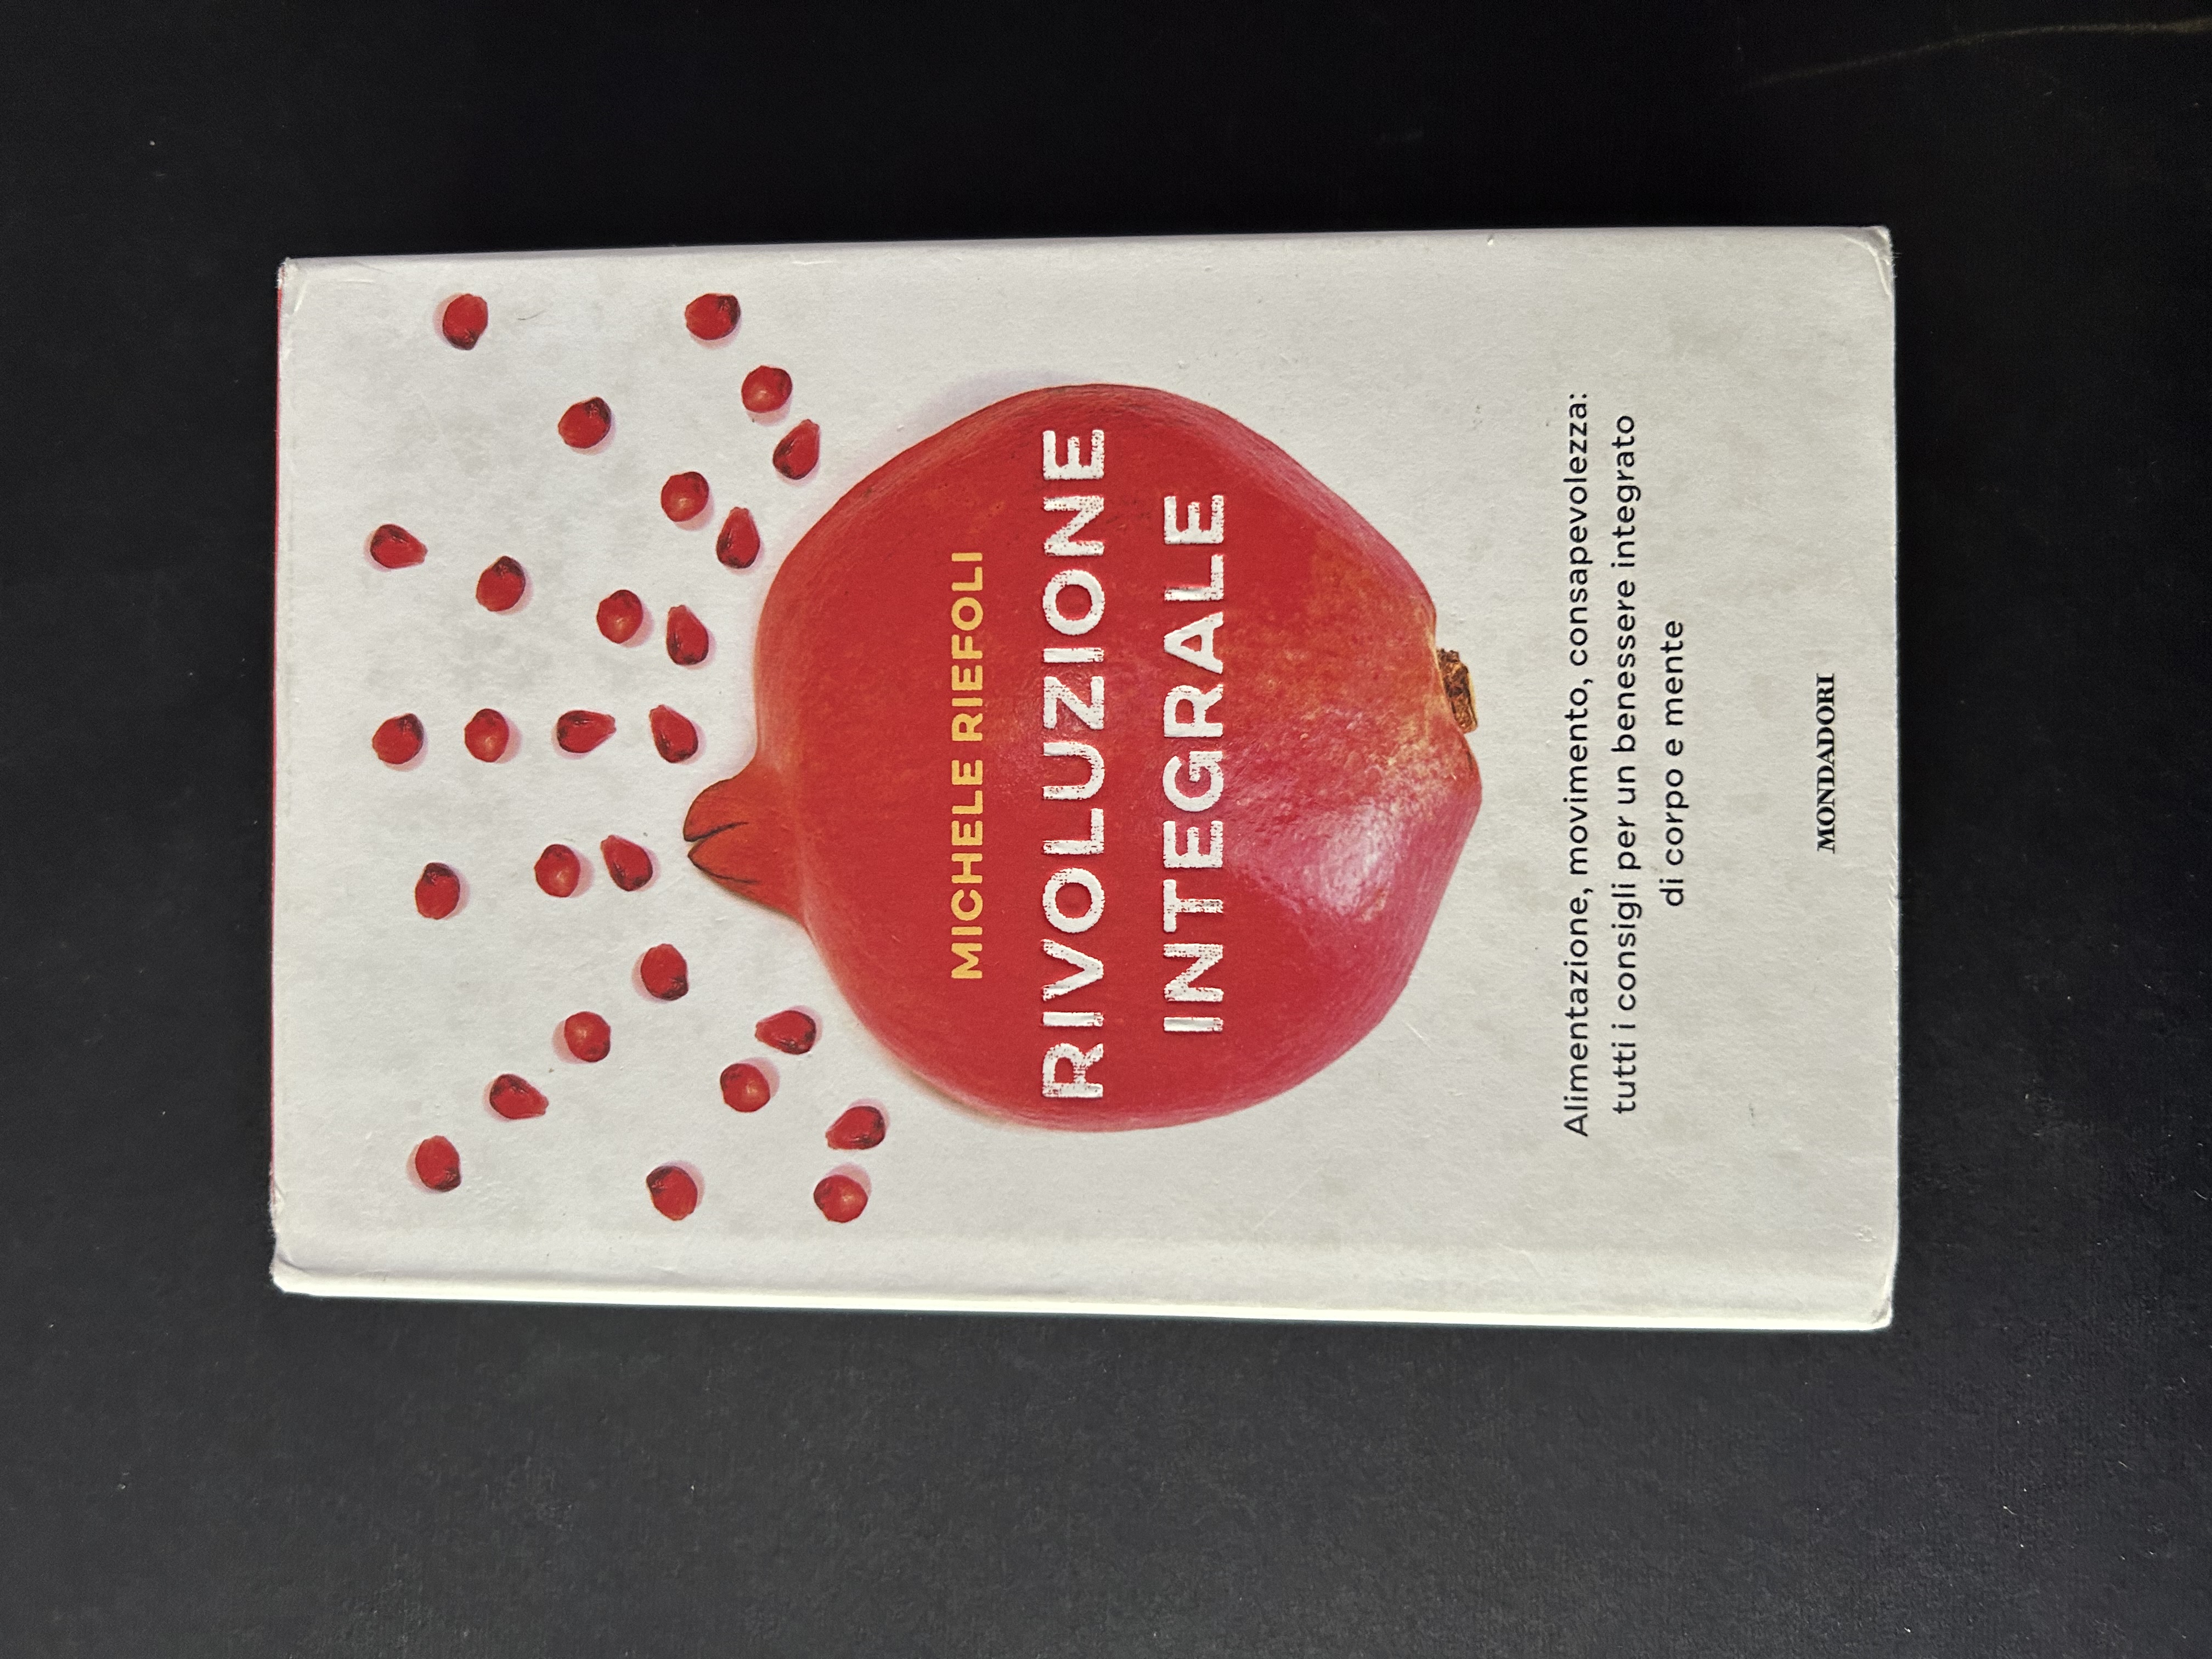 MICHELE RIEFOLI
RIVOLUZIONE
INTEGRALE
Alimentazione, movimento, consapevolezza:
tutti i consigli per un benessere integrato
di corpo e mente
MONDADORI